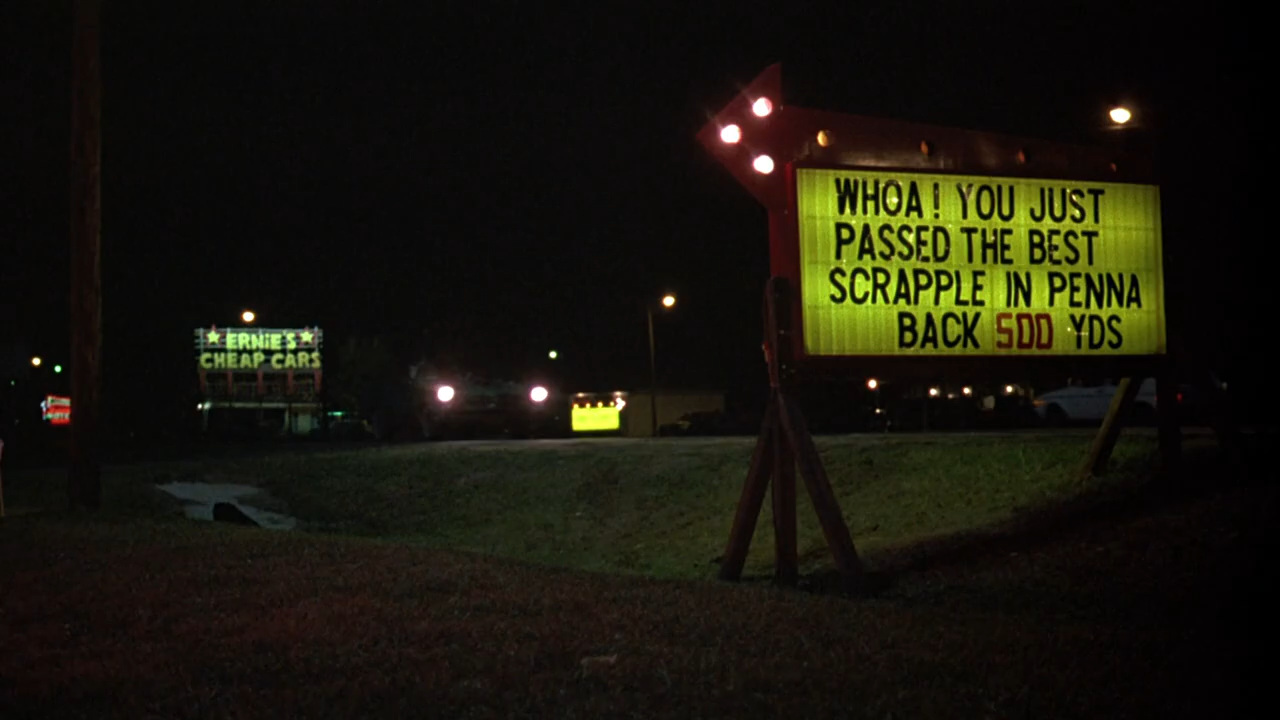 WHOA! YOU JUST
PASSED THE BEST
SCRAPPLE IN PENNA
BACK 500 YDS
ERNIE'S
CHEAP CARS